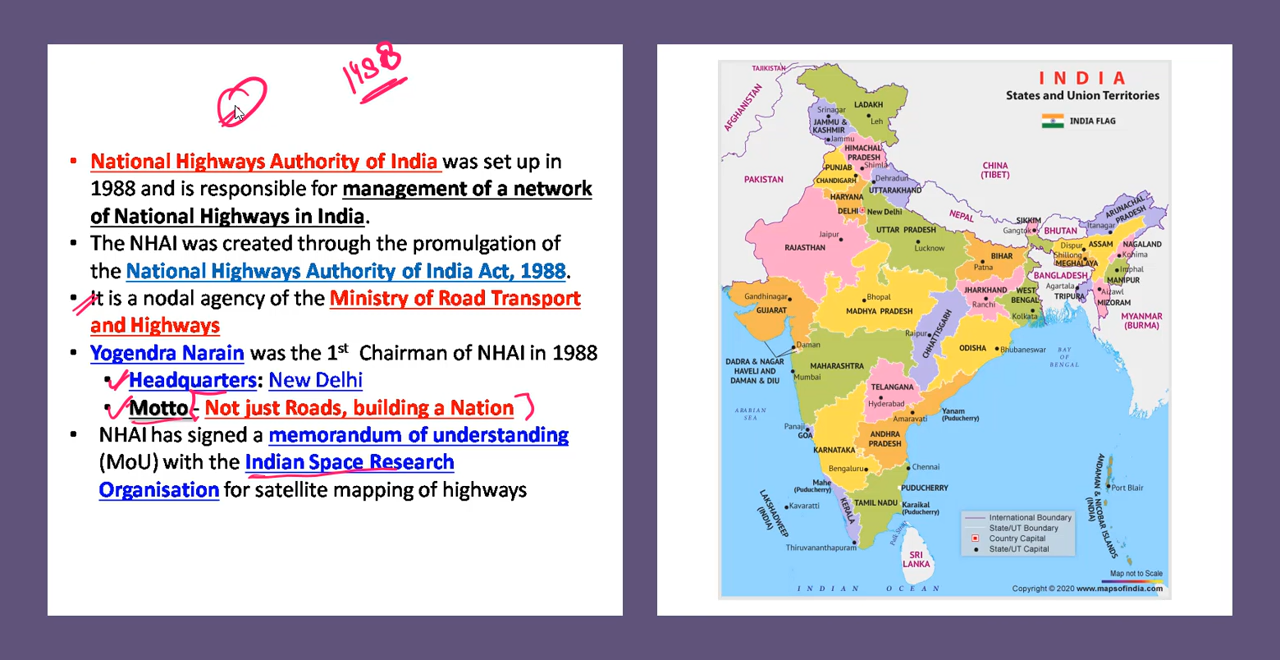 1988
National Highways Authority of India was set up in
1988 and is responsible for management of a network
of National Highways in India.
The NHAI was created through the promulgation of
the National Highways Authority of India Act, 1988.
It is a nodal agency of the Ministry of Road Transport
and Highways
Yogendra Narain was the 1st Chairman of NHAI in 1988
Headquarters: New Delhi
Motto - Not just Roads, building a Nation
NHAI has signed a memorandum of understanding
(MoU) with the Indian Space Research
Organisation for satellite mapping of highways
INDIA
States and Union Territories
INDIA FLAG
TAJIKISTAN
AFGHANISTAN
PAKISTAN
CHINA
(TIBET)
NEPAL
BHUTAN
BANGLADESH
MYANMAR
(BURMA)
SRI
LANKA
LADAKH
Leh
Srinagar
JAMMU &
KASHMIR
Jammu
HIMACHAL
PRADESH
Shimla
PUNJAB
CHANDIGARH
Dehradun
UTTARAKHAND
HARYANA
DELHI
New Delhi
RAJASTHAN
Jaipur
UTTAR PRADESH
Lucknow
BIHAR
Patna
SIKKIM
Gangtok
ARUNACHAL
PRADESH
Itanagar
Dispur
ASSAM
NAGALAND
Kohima
Shillong
MEGHALAYA
Imphal
MANIPUR
Agartala
TRIPURA
Aizawl
MIZORAM
Gandhinagar
GUJARAT
Bhopal
MADHYA PRADESH
JHARKHAND
Ranchi
WEST
BENGAL
Kolkata
Raipur
CHHATTISGARH
ODISHA
Bhubaneswar
Daman
DADRA & NAGAR
HAVELI AND
DAMAN & DIU
MAHARASHTRA
Mumbai
TELANGANA
Hyderabad
Amaravati
Yanam
(Puducherry)
ANDHRA
PRADESH
Panaji
GOA
KARNATAKA
Bengaluru
Chennai
Mahe
(Puducherry)
PUDUCHERRY
TAMIL NADU
Karaikal
(Puducherry)
KERALA
Thiruvananthapuram
LAKSHADWEEP
(INDIA)
Kavaratti
ANDAMAN & NICOBAR ISLANDS
(INDIA)
Port Blair
ARABIAN
SEA
BAY
OF
BENGAL
INDIAN OCEAN
International Boundary
State/UT Boundary
Country Capital
State/UT Capital
Map not to Scale
Copyright © 2020 www.mapsofindia.com